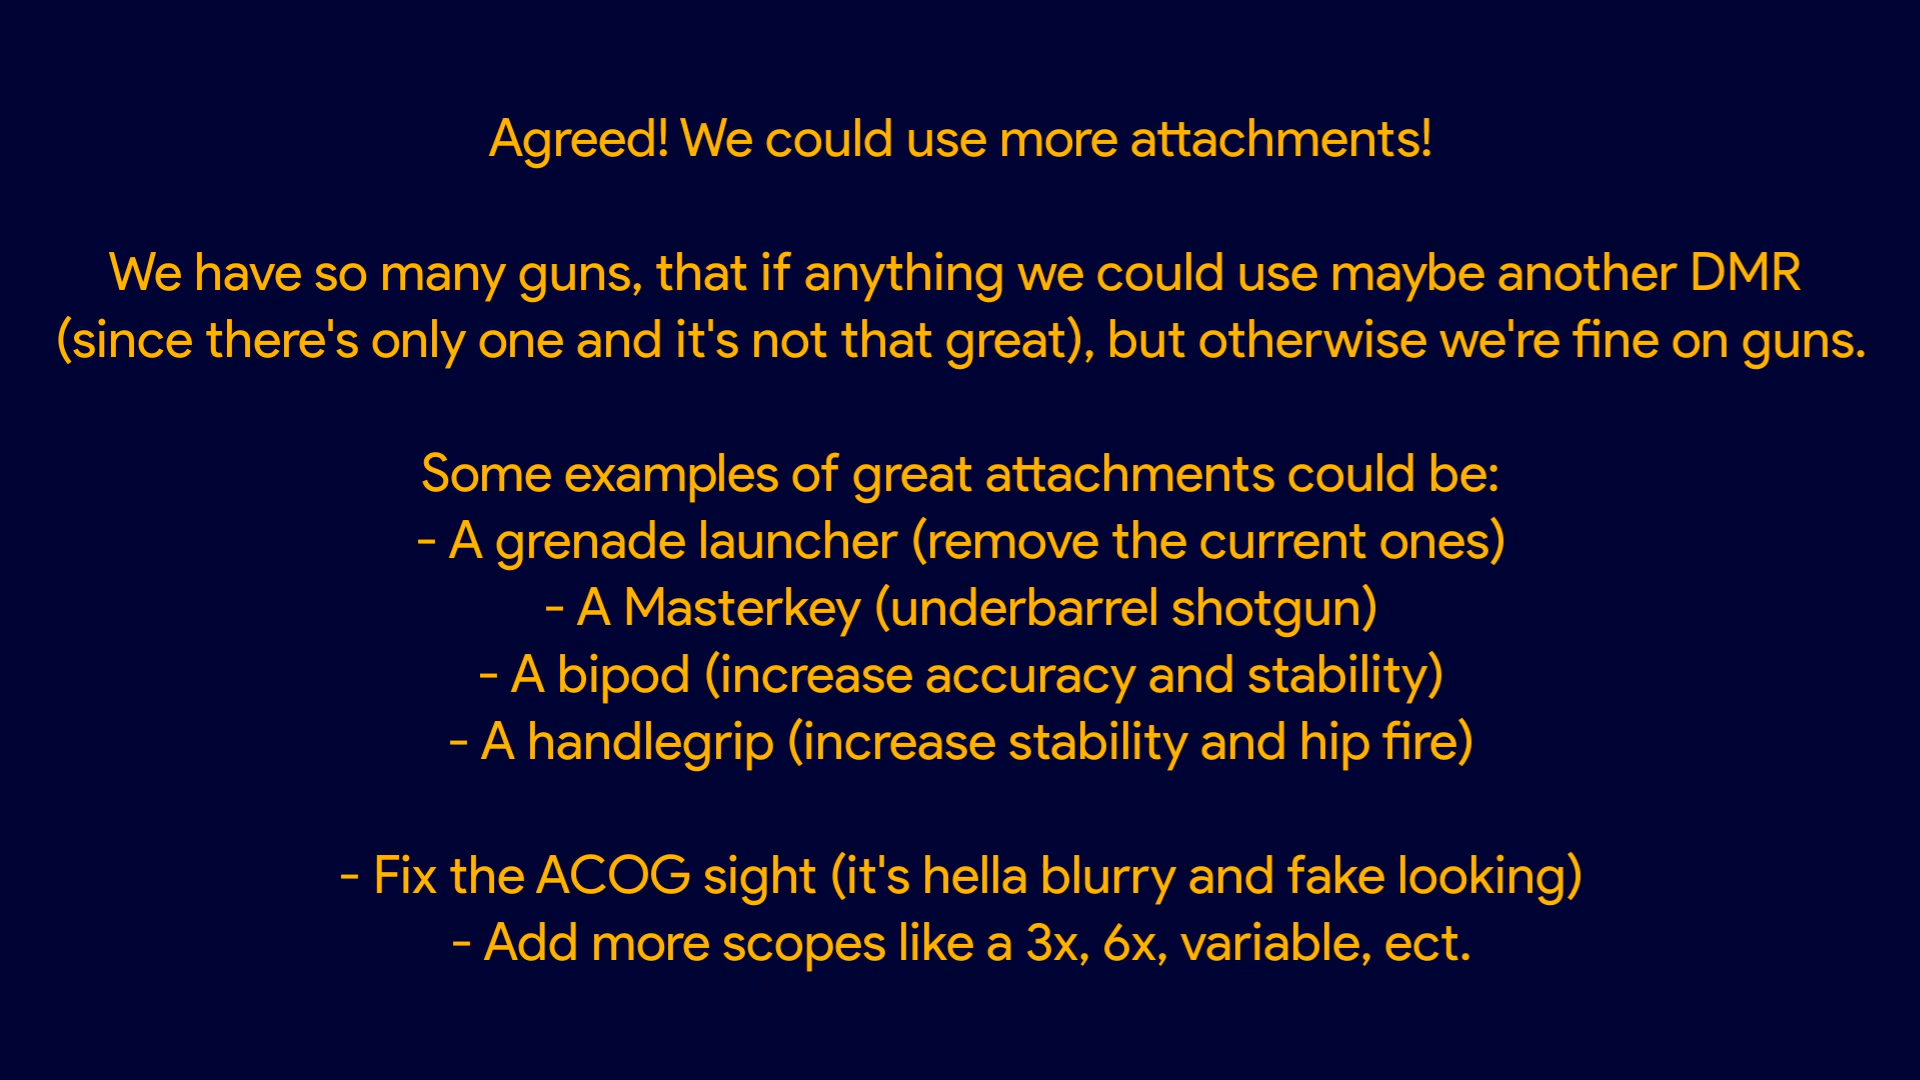 Agreed! We could use more attachments!
We have so many guns, that if anything we could use maybe another DMR
(since there's only one and it's not that great), but otherwise we're fine on guns.
Some examples of great attachments could be:
- A grenade launcher (remove the current ones)
- A Masterkey (underbarrel shotgun)
- A bipod (increase accuracy and stability)
- A handlegrip (increase stability and hip fire)
- Fix the ACOG sight (it's hella blurry and fake looking)
- Add more scopes like a 3x, 6x, variable, ect.